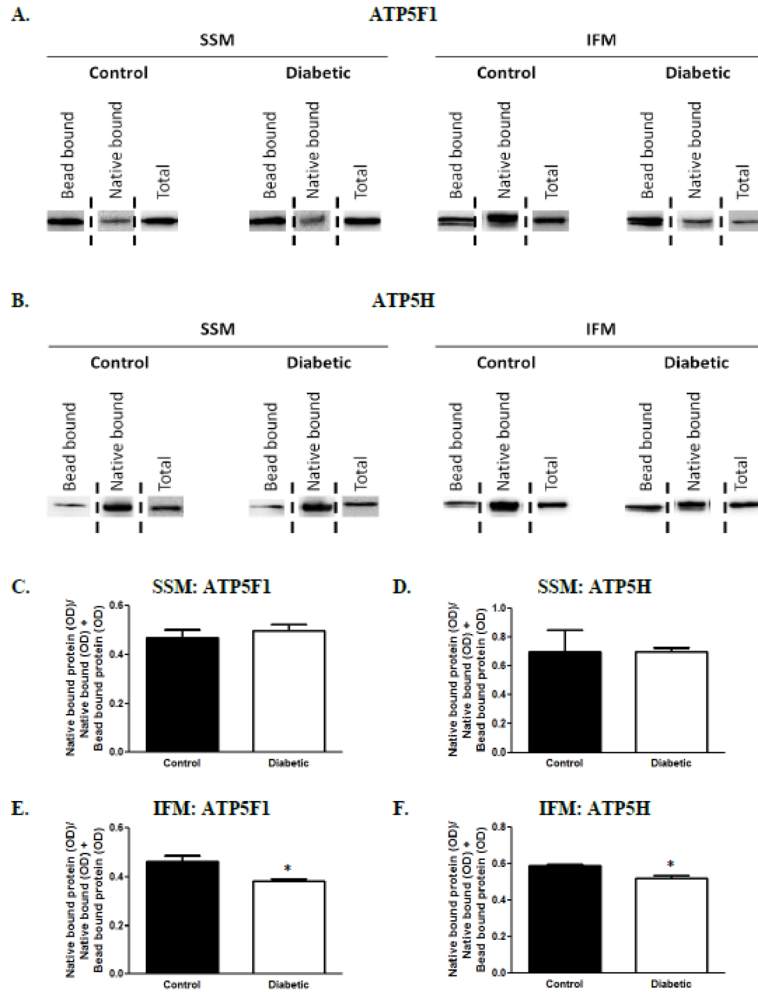 A.
ATP5F1
SSM
IFM
Control
Diabetic
Control
Diabetic
Bead bound
Native bound
Total
Bead bound
Native bound
Total
Bead bound
Native bound
Total
Bead bound
Native bound
Total
B.
ATP5H
SSM
IFM
Control
Diabetic
Control
Diabetic
Bead bound
Native bound
Total
Bead bound
Native bound
Total
Bead bound
Native bound
Total
Bead bound
Native bound
Total
C.
SSM: ATP5F1
Native bound protein (OD)/
Native bound (OD) +
Bead bound protein (OD)
0.6
0.4
0.2
0.0
Control
Diabetic
D.
SSM: ATP5H
Native bound protein (OD)/
Native bound (OD) +
Bead bound protein (OD)
1.0
0.8
0.6
0.4
0.2
0.0
Control
Diabetic
E.
IFM: ATP5F1
Native bound protein (OD)/
Native bound (OD) +
Bead bound protein (OD)
0.6
0.4
0.2
0.0
*
Control
Diabetic
F.
IFM: ATP5H
Native bound protein (OD)/
Native bound (OD) +
Bead bound protein (OD)
0.8
0.6
0.4
0.2
0.0
*
Control
Diabetic